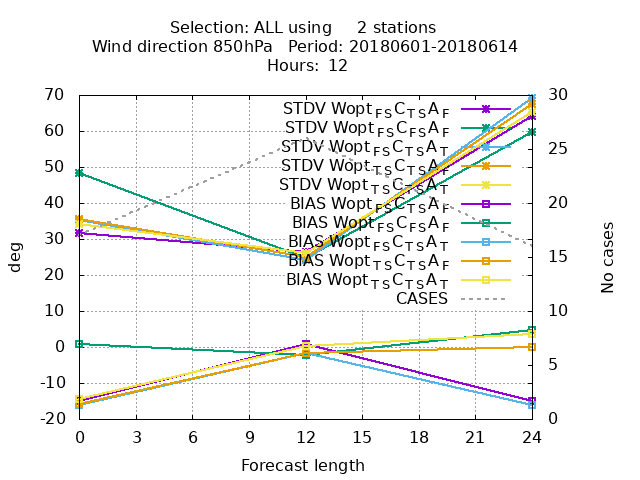 Selection: ALL using 2 stations
Wind direction 850hPa Period: 20180601-20180614
Hours: 12
70
60
50
40
30
20
10
0
-10
-20
deg
30
25
20
15
10
5
0
No cases
STDV Wopt FS C TS A F
STDV Wopt FS C FS A F
STDV Wopt FS C TS A T
STDV Wopt TS C TS A F
STDV Wopt TS C TS A T
BIAS Wopt FS C TS A F
BIAS Wopt FS C FS A F
BIAS Wopt FS C TS A T
BIAS Wopt TS C TS A F
BIAS Wopt TS C TS A T
CASES
0 3 6 9 12 15 18 21 24
Forecast length